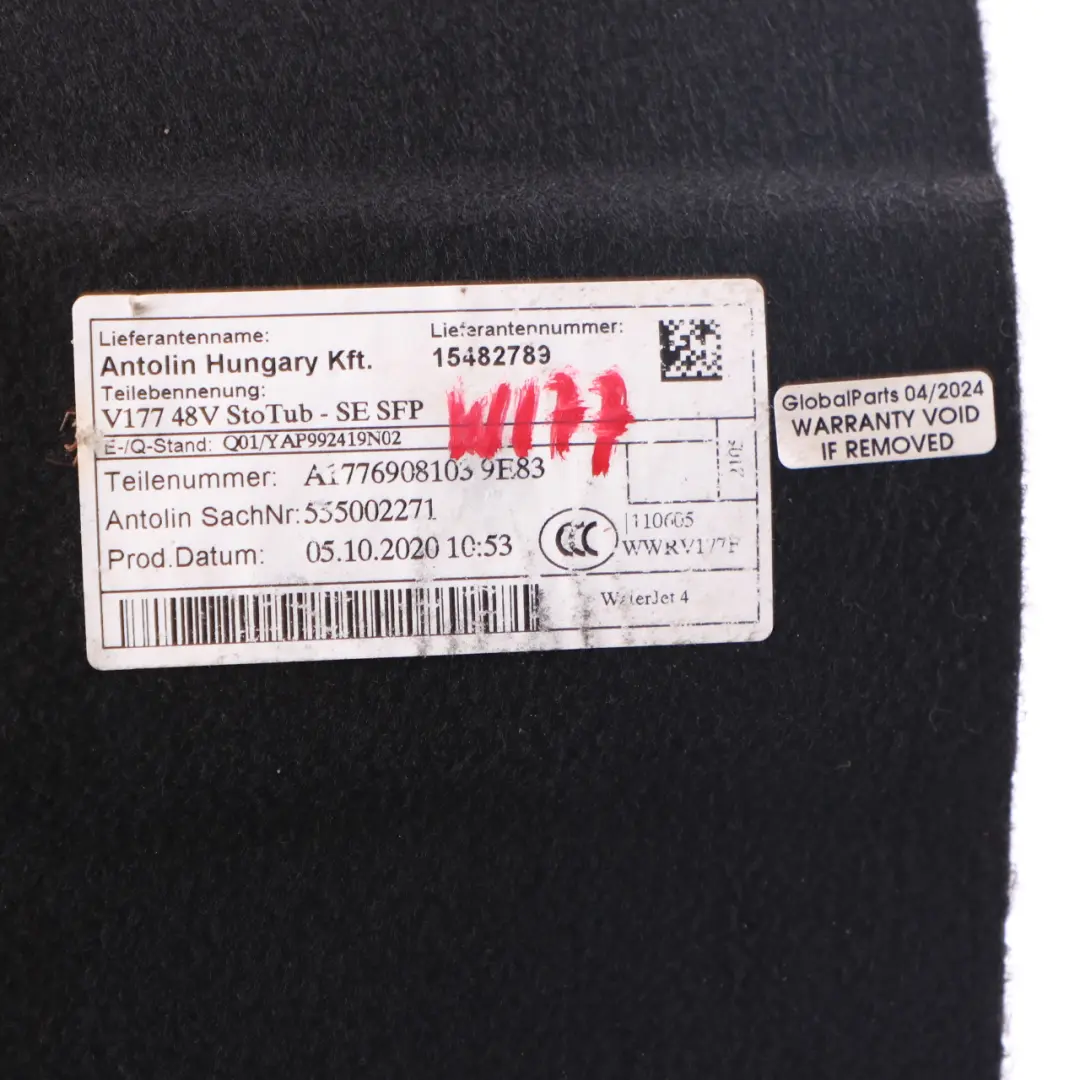 Lieferantenname:
Antolin Hungary Kft.
Lieferantennummer:
15482789
Teilebennenung:
V177 48V StoTub - SE SFP
W177
E-/Q-Stand: Q01/YAP992419N02
Teilenummer: A1776908103 9E83
Antolin SachNr: 555002271
Prod.Datum: 05.10.2020 10:53
CCC
110605
WWRV177F
WaterJet 4
GlobalParts 04/2024
WARRANTY VOID
IF REMOVED